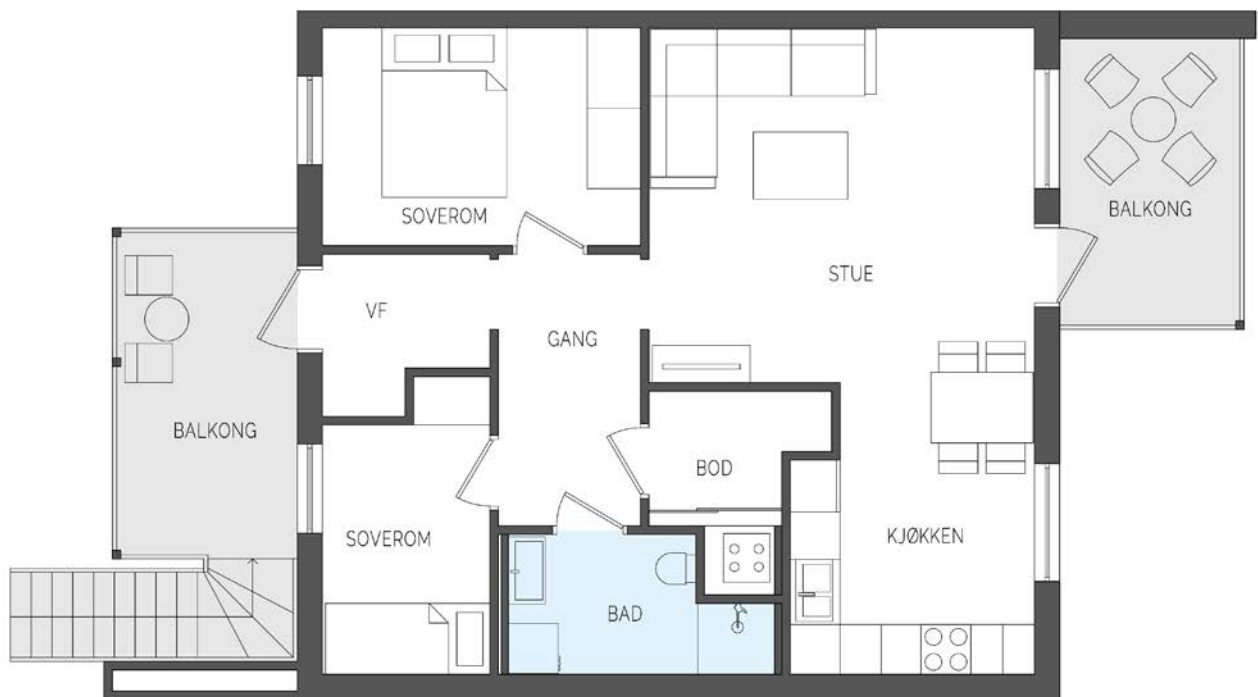 SOVEROM
BALKONG
STUE
VF
GANG
BALKONG
BOD
SOVEROM
KJØKKEN
BAD